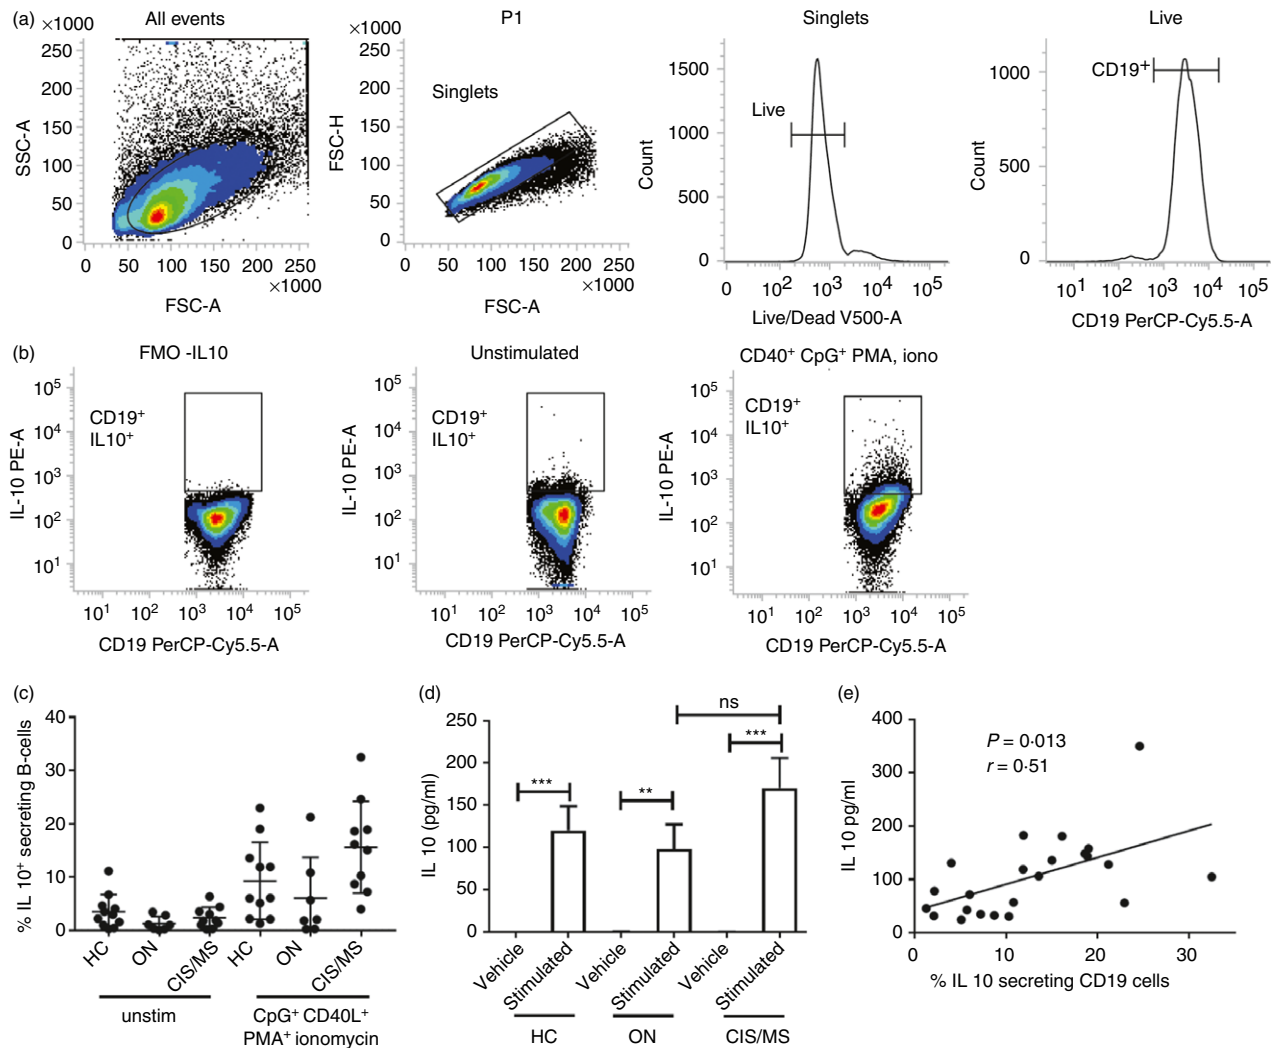 (a)
All events
×1000
SSC-A
250
200
150
100
50
0
0 50 100 150 200 250
×1000
FSC-A
P1
×1000
FSC-H
250
200
150
100
50
0
Singlets
0 50 100 150 200 250
×1000
FSC-A
Singlets
Count
1500
1000
500
0
Live
0 10² 10³ 10⁴ 10⁵
Live/Dead V500-A
Live
Count
1000
500
0
CD19⁺
10¹ 10² 10³ 10⁴ 10⁵
CD19 PerCP-Cy5.5-A
(b)
FMO -IL10
IL-10 PE-A
10⁵
10⁴
10³
10²
10¹
CD19⁺
IL10⁺
10¹ 10² 10³ 10⁴ 10⁵
CD19 PerCP-Cy5.5-A
Unstimulated
IL-10 PE-A
10⁵
10⁴
10³
10²
10¹
CD19⁺
IL10⁺
10¹ 10² 10³ 10⁴ 10⁵
CD19 PerCP-Cy5.5-A
CD40⁺ CpG⁺ PMA, iono
IL-10 PE-A
10⁵
10⁴
10³
10²
10¹
CD19⁺
IL10⁺
10¹ 10² 10³ 10⁴ 10⁵
CD19 PerCP-Cy5.5-A
(c)
% IL 10⁺ secreting B-cells
40
30
20
10
0
HC
ON
CIS/MS
HC
ON
CIS/MS
unstim
CpG⁺ CD40L⁺
PMA⁺ ionomycin
(d)
IL 10 (pg/ml)
250
200
150
100
50
0
***
**
***
ns
Vehicle
Stimulated
Vehicle
Stimulated
Vehicle
Stimulated
HC
ON
CIS/MS
(e)
IL 10 pg/ml
400
300
200
100
0
P = 0·013
r = 0·51
0 10 20 30
% IL 10 secreting CD19 cells